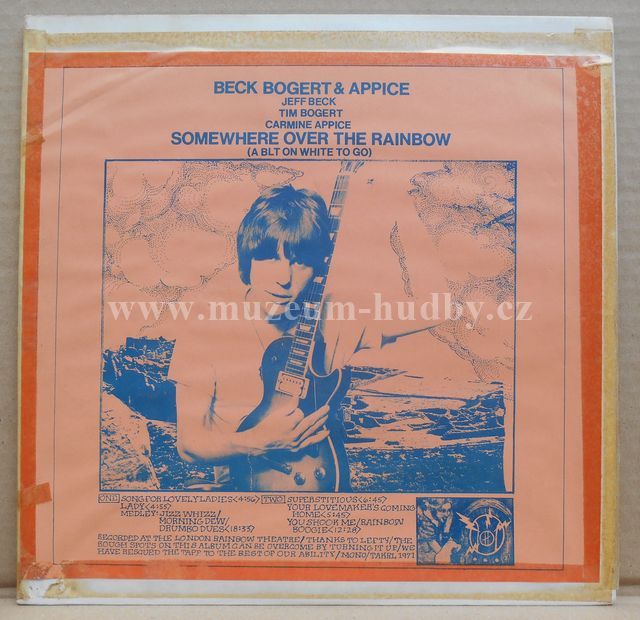 BECK BOGERT & APPICE
JEFF BECK
TIM BOGERT
CARMINE APPICE
SOMEWHERE OVER THE RAINBOW
(A BLT ON WHITE TO GO)
www.muzeum-hudby.cz
ONE SONG FOR LOVELY LADIES <4:56>
LADY <4:55>
MEDLEY: JIZZ WHIZZ/
MORNING DEW/
DRUMBO DUES <18:33>
TWO SUPERSTITIOUS <6:45>
YOUR LOVEMAKER'S COMING
HOME <5:45>
YOU SHOOK ME/RAINBOW
BOOGIE <12:28>
RECORDED AT THE LONDON RAINBOW THEATRE/THANKS TO LEFTY/THE
ROUGH SPOTS ON THIS ALBUM CAN BE OVERCOME BY TURNING IT UP/WE
HAVE RESQUED THE TAPE TO THE BEST OF OUR ABILITY/MONO/TAKRL 1971